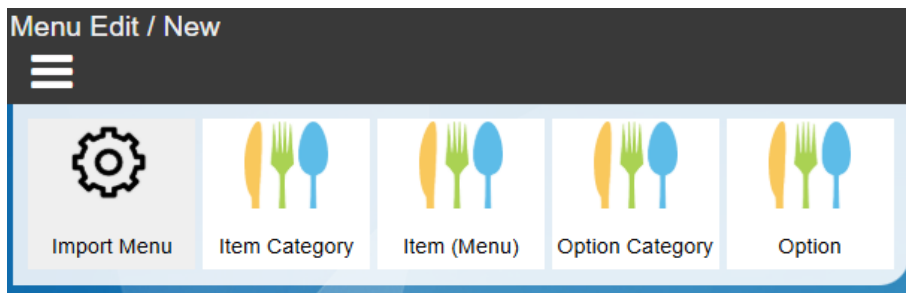 Menu Edit / New
Import Menu
Item Category
Item (Menu)
Option Category
Option